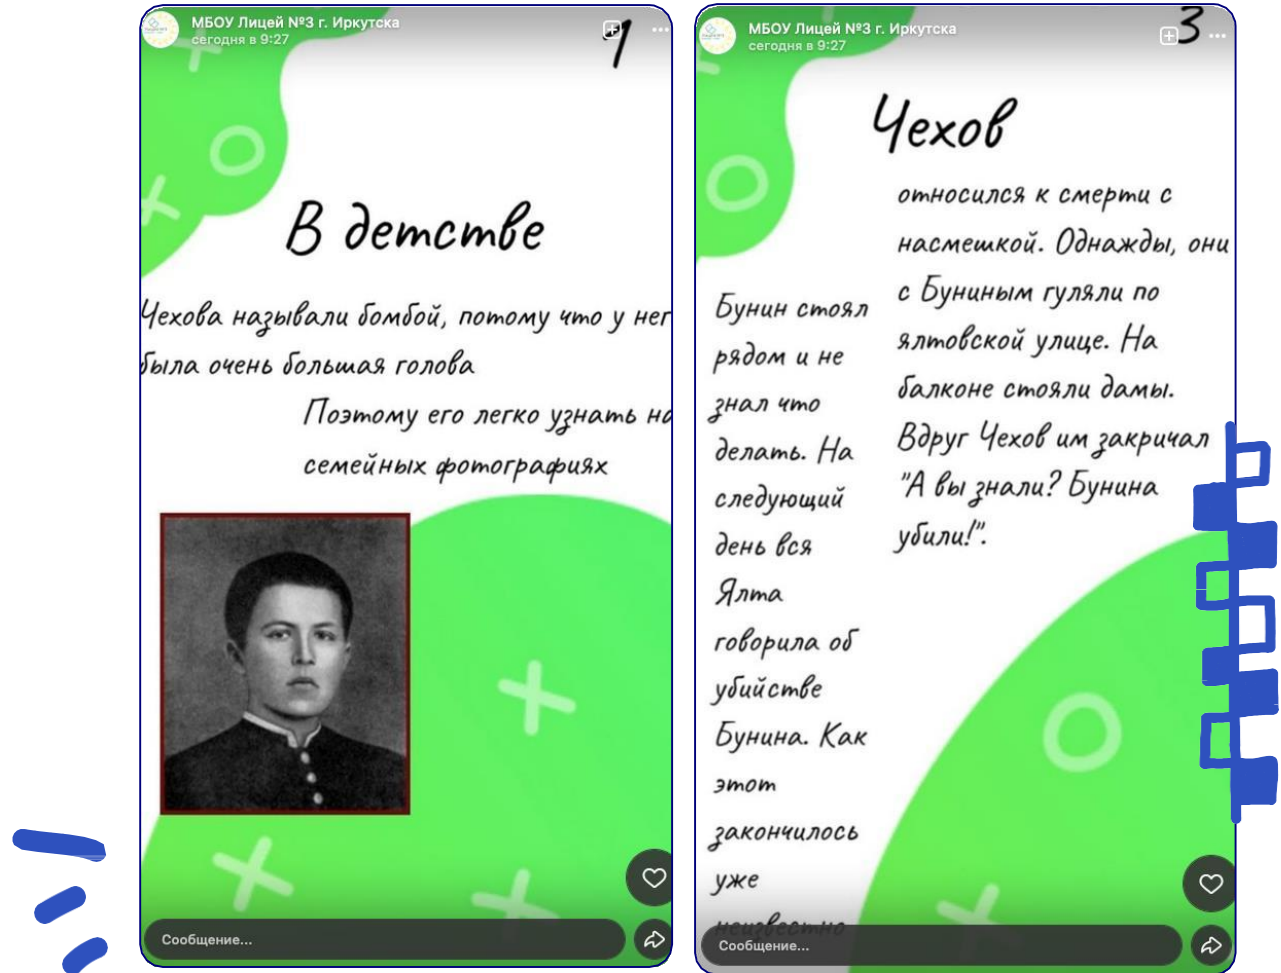 МБОУ Лицей №3 г. Иркутска
сегодня в 9:27
1
В детстве
Чехова называли бомбой, потому что у нег
была очень большая голова
Поэтому его легко узнать на
семейных фотографиях
Сообщение...
МБОУ Лицей №3 г. Иркутска
сегодня в 9:27
3
Чехов
относился к смерти с
насмешкой. Однажды, они
с Буниным гуляли по
ялтовской улице. На
балконе стояли дамы.
Вдруг Чехов им закричал
"А вы знали? Бунина
убили!".
Бунин стоял
рядом и не
знал что
делать. На
следующий
день вся
Ялта
говорила об
убийстве
Бунина. Как
этот
закончилось
уже
неизвестно
Сообщение...